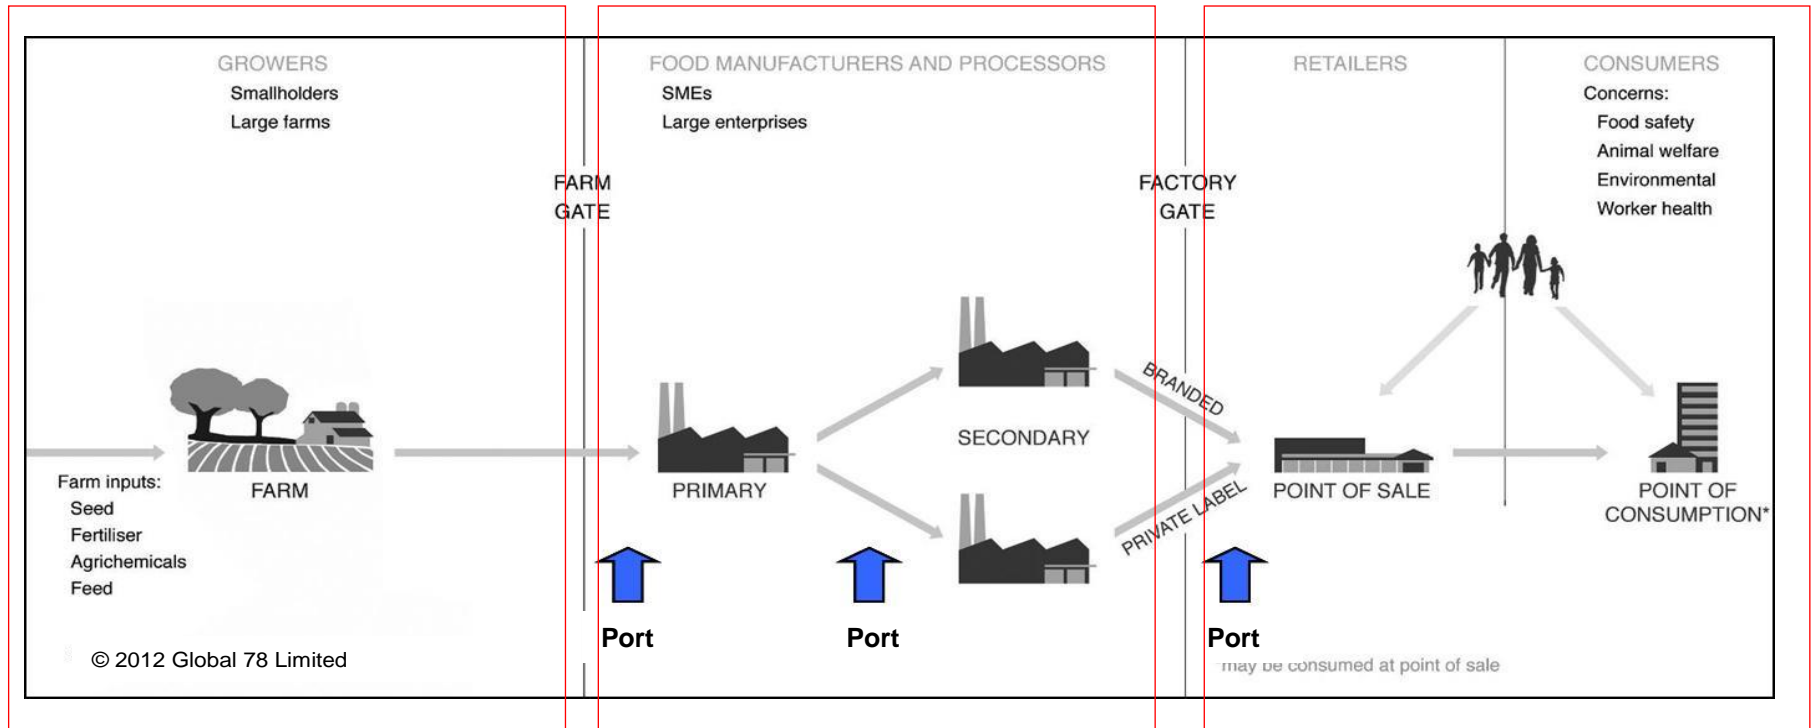 GROWERS
Smallholders
Large farms
FOOD MANUFACTURERS AND PROCESSORS
SMEs
Large enterprises
RETAILERS
CONSUMERS
Concerns:
Food safety
Animal welfare
Environmental
Worker health
FARM
GATE
FACTORY
GATE
Farm inputs:
Seed
Fertiliser
Agrichemicals
Feed
FARM
PRIMARY
SECONDARY
BRANDED
PRIVATE LABEL
POINT OF SALE
POINT OF
CONSUMPTION*
Port
Port
Port
© 2012 Global 78 Limited
may be consumed at point of sale